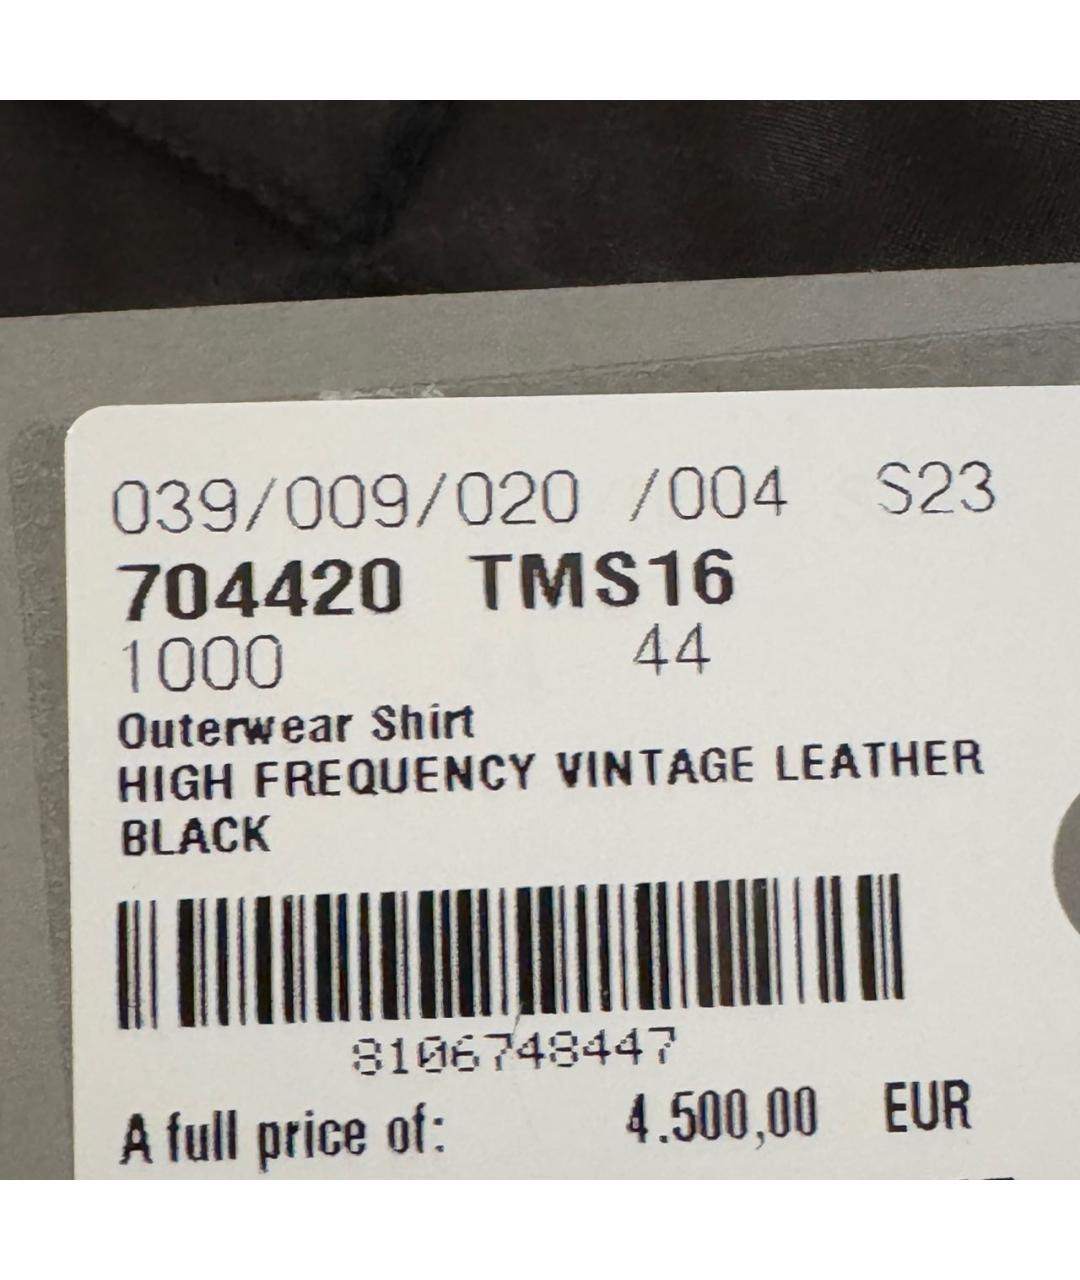 039/009/020 /004 S23
704420 TMS16
1000 44
Outerwear Shirt
HIGH FREQUENCY VINTAGE LEATHER
BLACK
8106748447
A full price of: 4.500,00 EUR